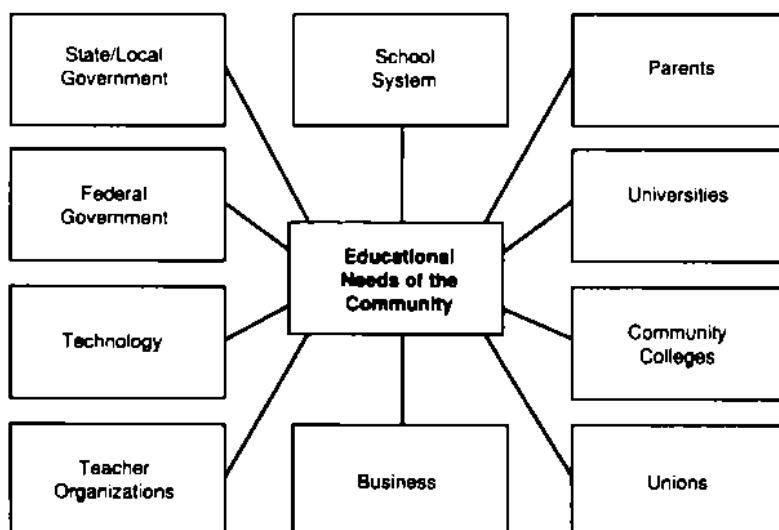 State/Local
Government
School
System
Parents
Federal
Government
Universities
Educational
Needs of the
Community
Technology
Community
Colleges
Teacher
Organizations
Business
Unions